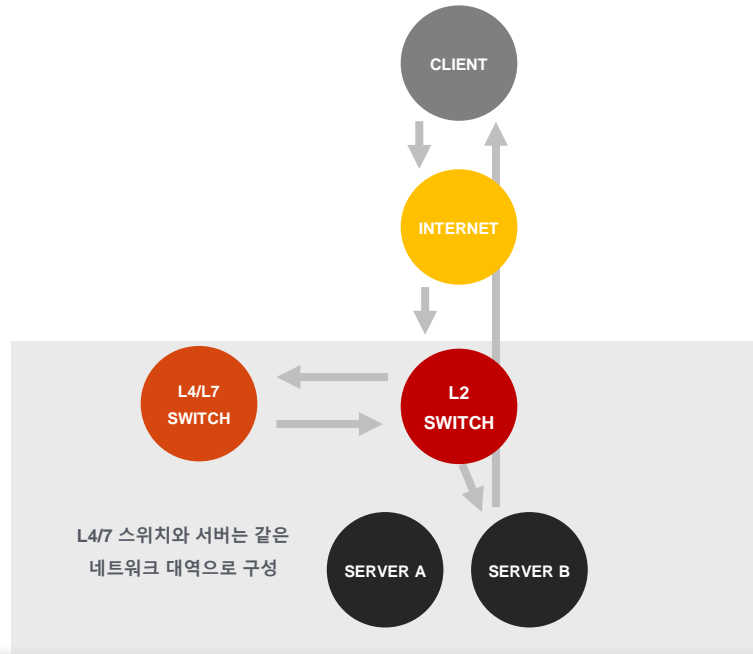 CLIENT
INTERNET
L4/L7
SWITCH
L2
SWITCH
L4/7 스위치와 서버는 같은
네트워크 대역으로 구성
SERVER A
SERVER B